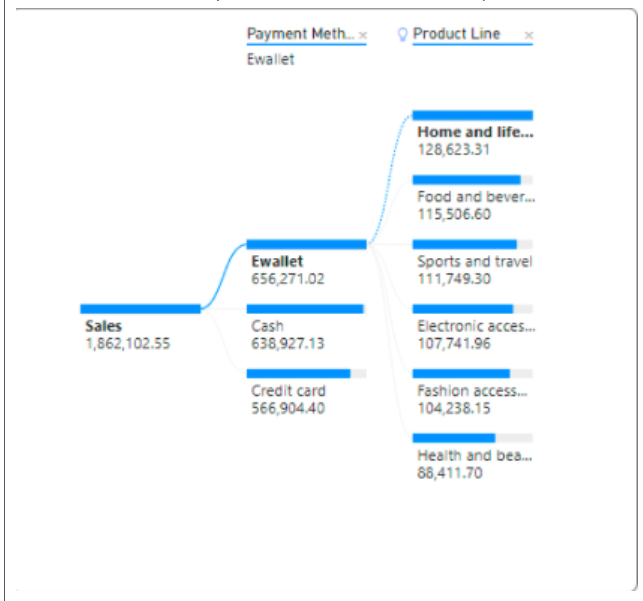 Payment Meth... ×
Product Line ×
Ewallet
Home and life...
128,623.31
Food and bever...
115,506.60
Ewallet
656,271.02
Sports and travel
111,749.30
Sales
1,862,102.55
Cash
638,927.13
Electronic acces...
107,741.96
Credit card
566,904.40
Fashion access...
104,238.15
Health and bea...
88,411.70